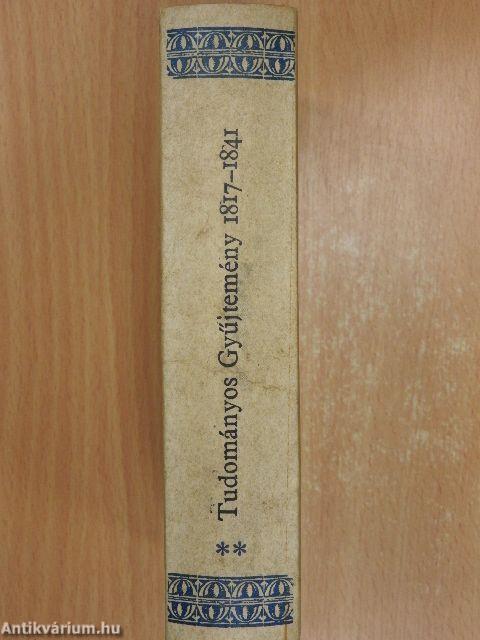 ** Tudományos Gyűjtemény 1817–1841
Antikvárium.hu